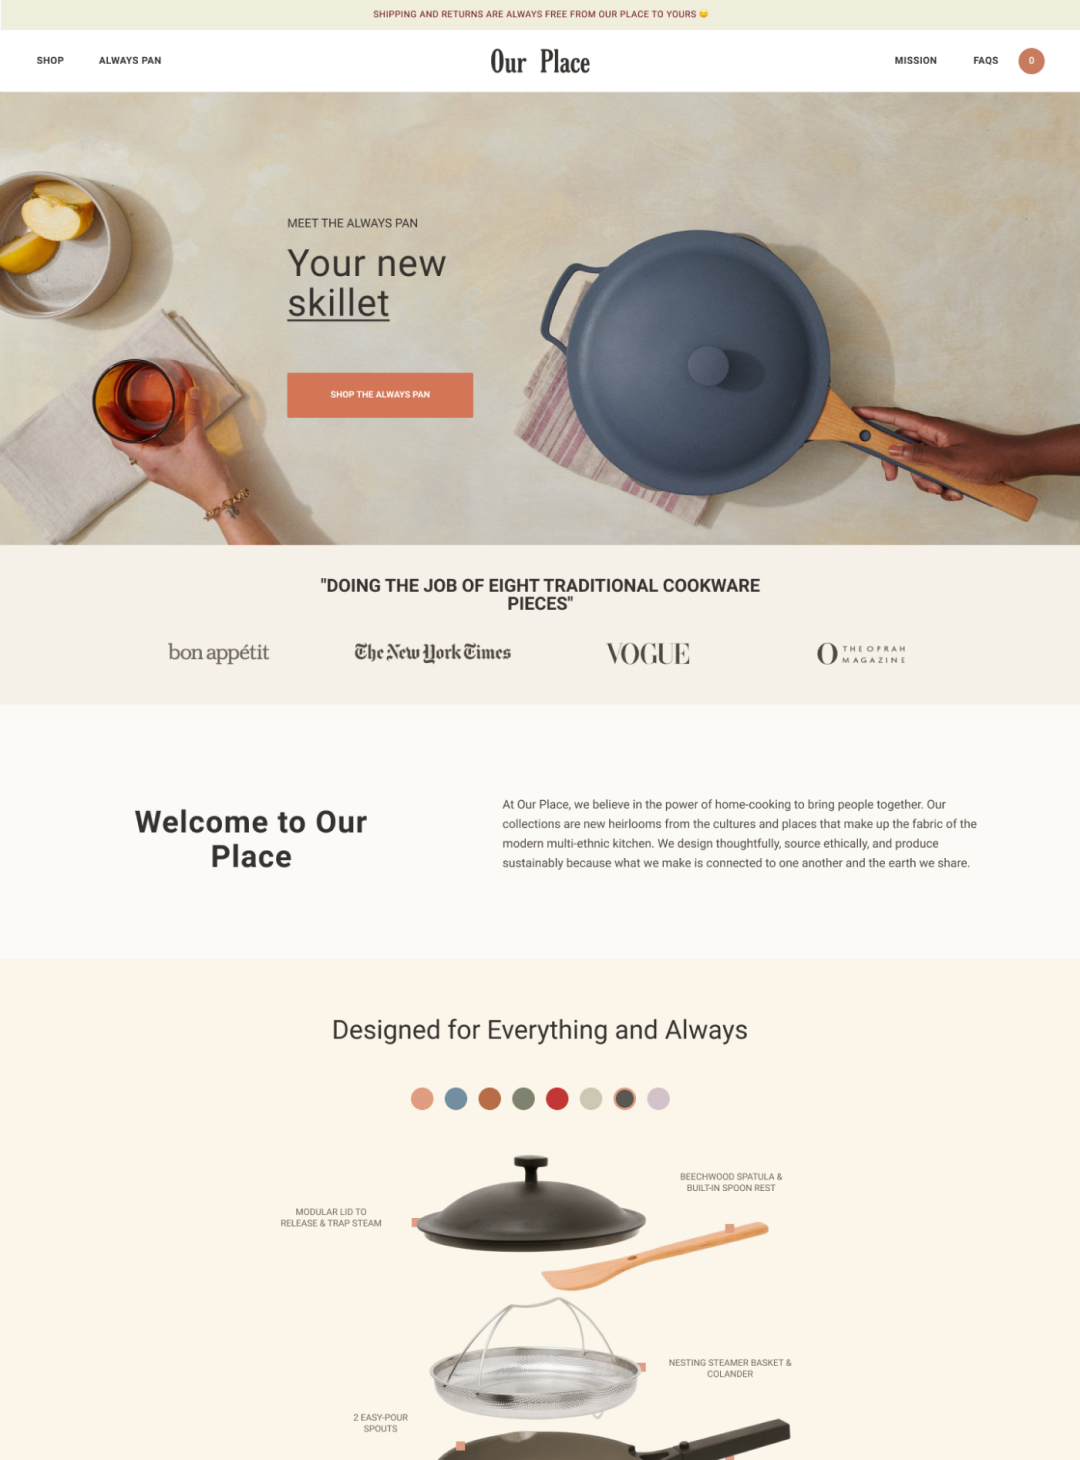 SHIPPING AND RETURNS ARE ALWAYS FREE FROM OUR PLACE TO YOURS
SHOP
ALWAYS PAN
Our Place
MISSION
FAQS
0
MEET THE ALWAYS PAN
Your new
skillet
SHOP THE ALWAYS PAN
"DOING THE JOB OF EIGHT TRADITIONAL COOKWARE
PIECES"
bon appétit
The New York Times
VOGUE
O THE OPRAH
MAGAZINE
Welcome to Our
Place
At Our Place, we believe in the power of home-cooking to bring people together. Our
collections are new heirlooms from the cultures and places that make up the fabric of the
modern multi-ethnic kitchen. We design thoughtfully, source ethically, and produce
sustainably because what we make is connected to one another and the earth we share.
Designed for Everything and Always
BEECHWOOD SPATULA &
BUILT-IN SPOON REST
MODULAR LID TO
RELEASE & TRAP STEAM
NESTING STEAMER BASKET &
COLANDER
2 EASY-POUR
SPOUTS